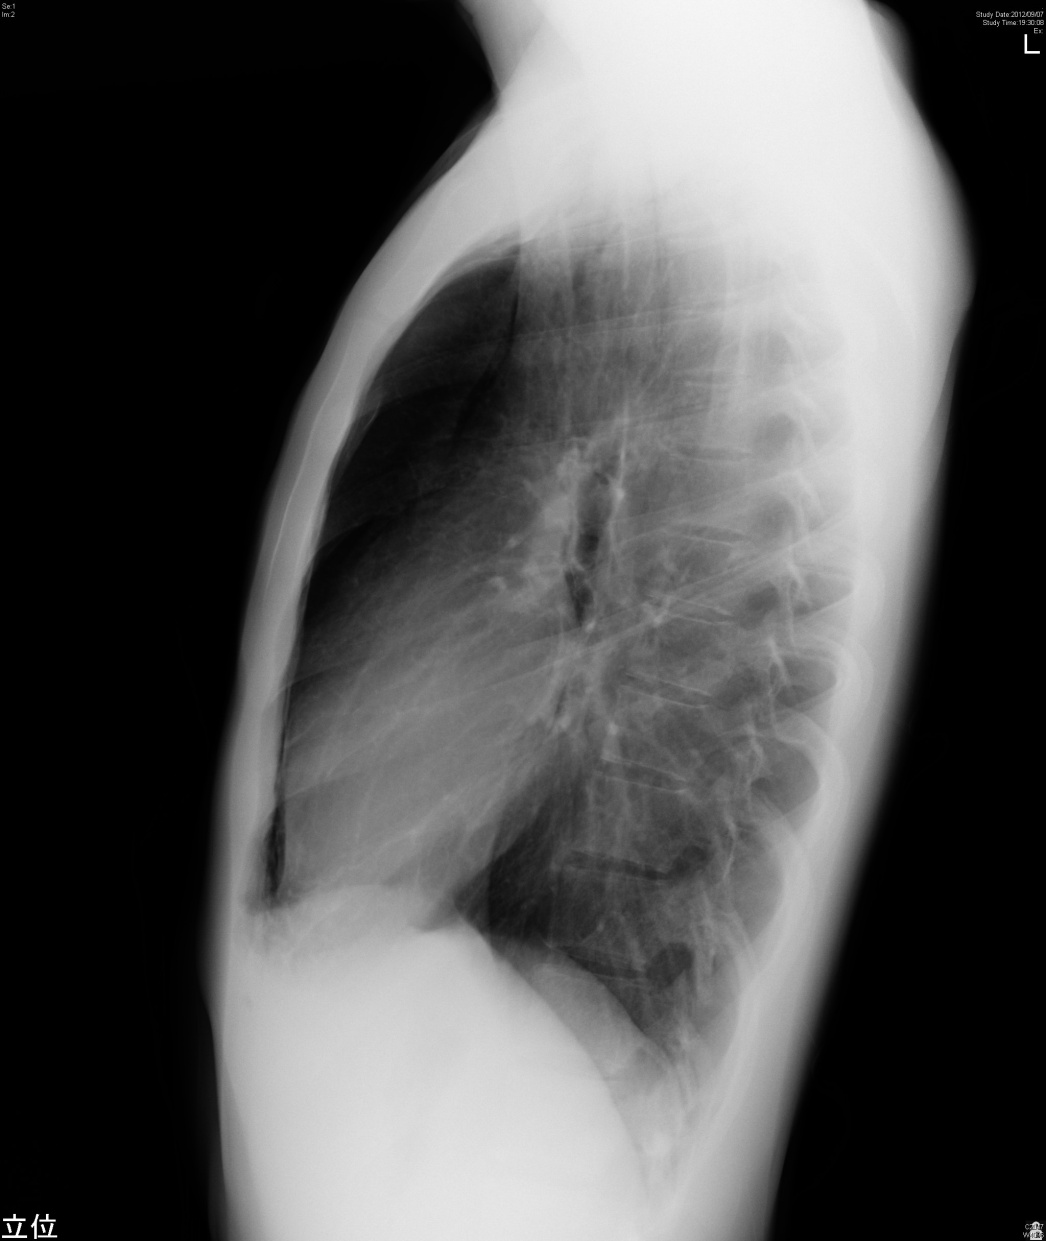 Se:1
Im:2
Study Date:2012/09/07
Study Time:19:30:08
Ex:
L
立位